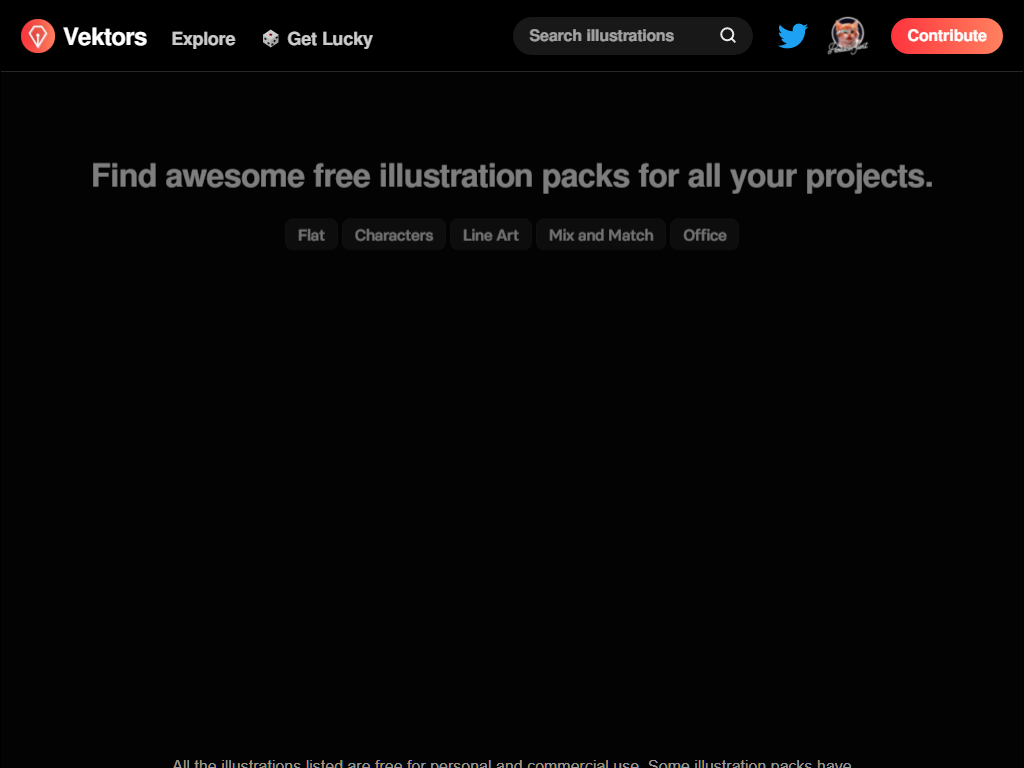 Vektors Explore Get Lucky Search illustrations Contribute
Find awesome free illustration packs for all your projects.
Flat Characters Line Art Mix and Match Office
All the illustrations listed are free for personal and commercial use. Some illustration packs have